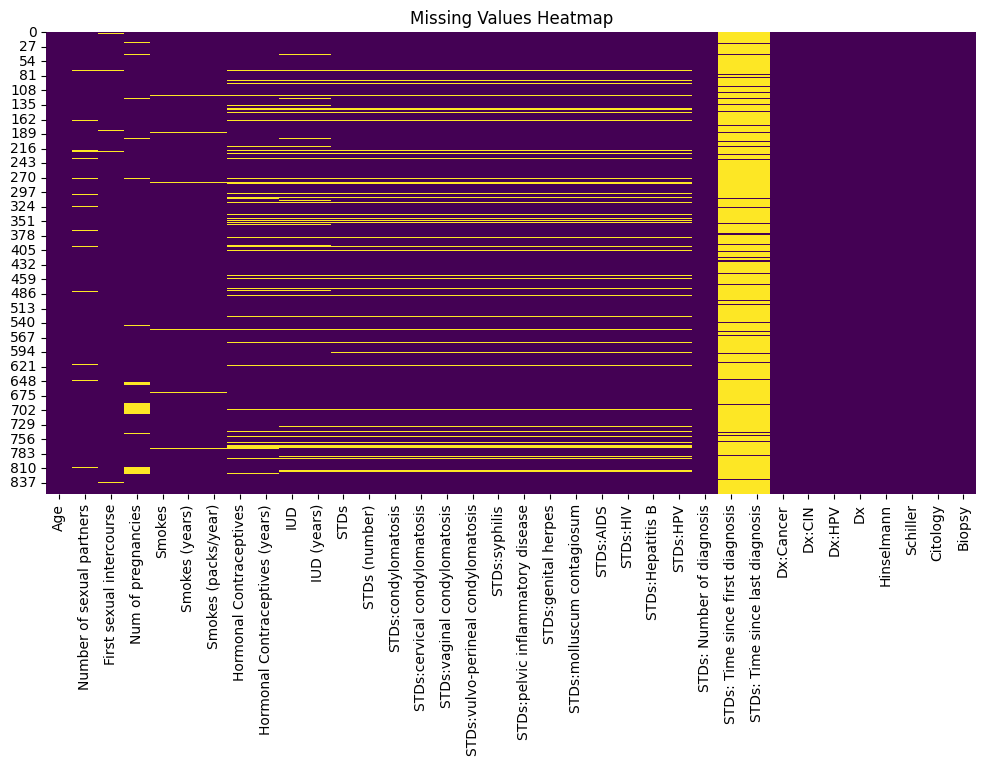 Missing Values Heatmap
0
27
54
81
108
135
162
189
216
243
270
297
324
351
378
405
432
459
486
513
540
567
594
621
648
675
702
729
756
783
810
837
Age
Number of sexual partners
First sexual intercourse
Num of pregnancies
Smokes
Smokes (years)
Smokes (packs/year)
Hormonal Contraceptives
Hormonal Contraceptives (years)
IUD
IUD (years)
STDs
STDs (number)
STDs:condylomatosis
STDs:cervical condylomatosis
STDs:vaginal condylomatosis
STDs:vulvo-perineal condylomatosis
STDs:syphilis
STDs:pelvic inflammatory disease
STDs:genital herpes
STDs:molluscum contagiosum
STDs:AIDS
STDs:HIV
STDs:Hepatitis B
STDs:HPV
STDs: Number of diagnosis
STDs: Time since first diagnosis
STDs: Time since last diagnosis
Dx:Cancer
Dx:CIN
Dx:HPV
Dx
Hinselmann
Schiller
Citology
Biopsy